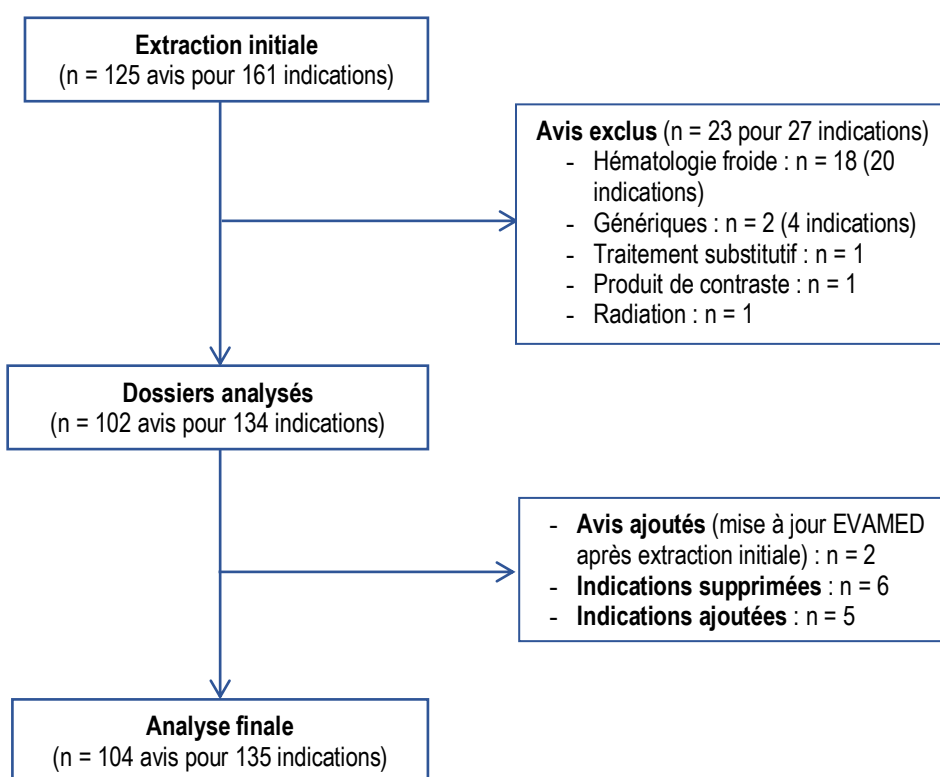 Extraction initiale
(n = 125 avis pour 161 indications)
Avis exclus (n = 23 pour 27 indications)
- Hématologie froide : n = 18 (20
indications)
- Génériques : n = 2 (4 indications)
- Traitement substitutif : n = 1
- Produit de contraste : n = 1
- Radiation : n = 1
Dossiers analysés
(n = 102 avis pour 134 indications)
- Avis ajoutés (mise à jour EVAMED
après extraction initiale) : n = 2
- Indications supprimées : n = 6
- Indications ajoutées : n = 5
Analyse finale
(n = 104 avis pour 135 indications)